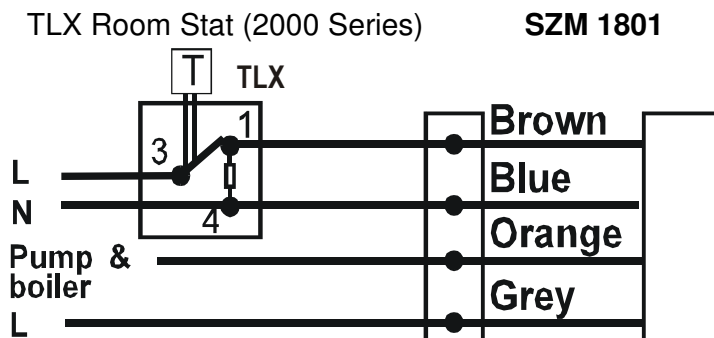 TLX Room Stat (2000 Series) SZM 1801
T TLX
1 Brown
3
L Blue
N
4 Orange
Pump &
boiler Grey
L